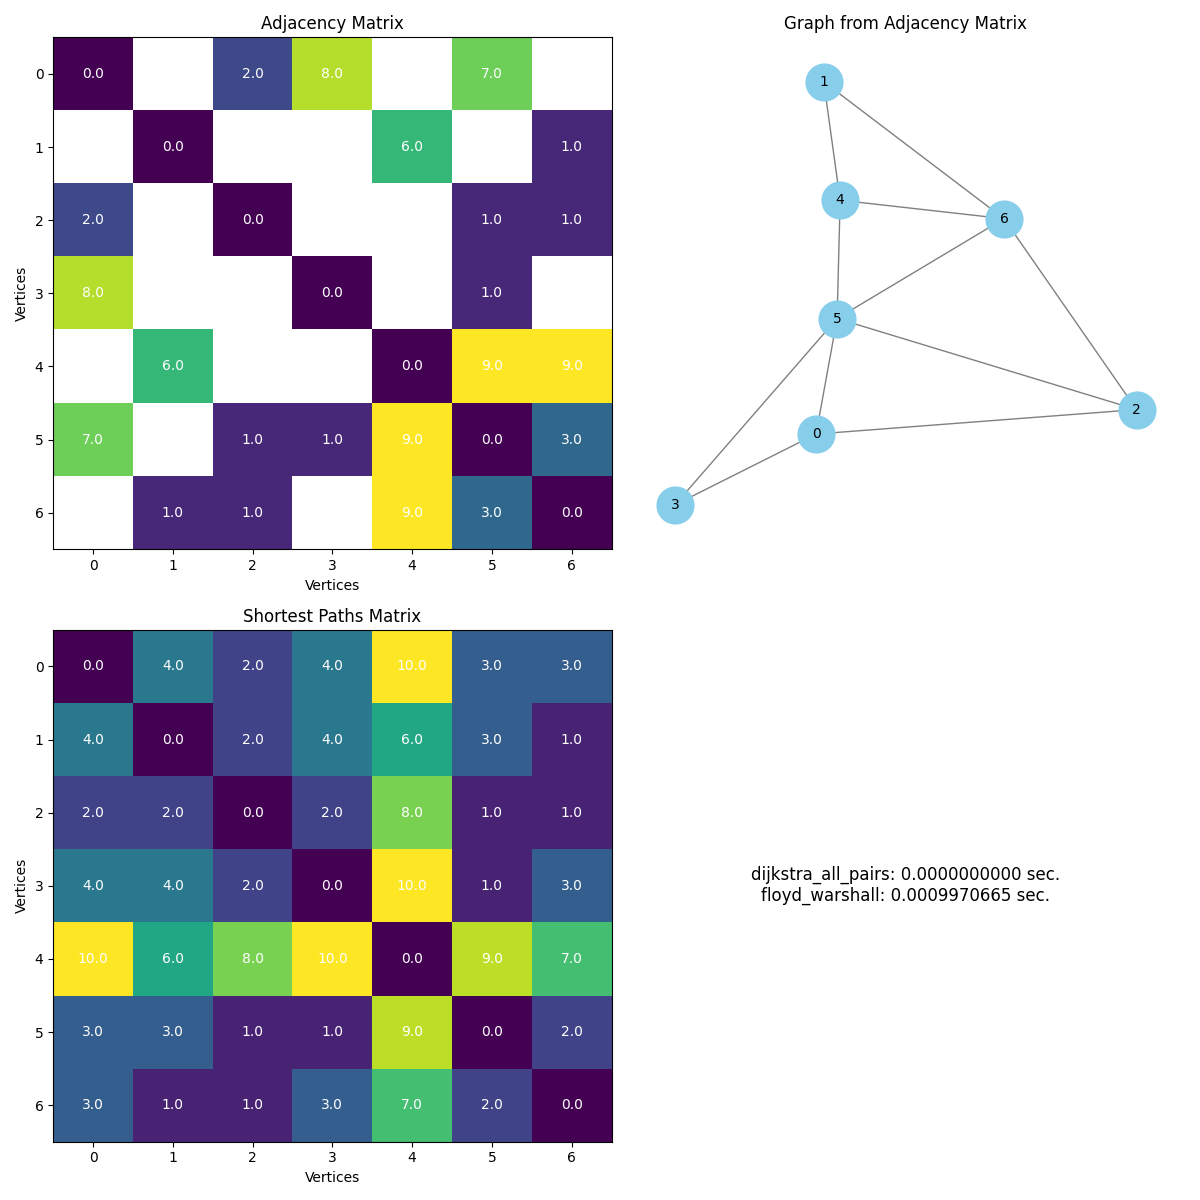 Adjacency Matrix
0 0.0 2.0 8.0 7.0
1 0.0 6.0 1.0
2 2.0 0.0 1.0 1.0
3 8.0 0.0 1.0
4 6.0 0.0 9.0 9.0
5 7.0 1.0 1.0 9.0 0.0 3.0
6 1.0 1.0 9.0 3.0 0.0
0 1 2 3 4 5 6
Vertices
Vertices
Graph from Adjacency Matrix
1
4
6
5
2
0
3
Shortest Paths Matrix
0 0.0 4.0 2.0 4.0 10.0 3.0 3.0
1 4.0 0.0 2.0 4.0 6.0 3.0 1.0
2 2.0 2.0 0.0 2.0 8.0 1.0 1.0
3 4.0 4.0 2.0 0.0 10.0 1.0 3.0
4 10.0 6.0 8.0 10.0 0.0 9.0 7.0
5 3.0 3.0 1.0 1.0 9.0 0.0 2.0
6 3.0 1.0 1.0 3.0 7.0 2.0 0.0
0 1 2 3 4 5 6
Vertices
Vertices
dijkstra_all_pairs: 0.0000000000 sec.
floyd_warshall: 0.0009970665 sec.